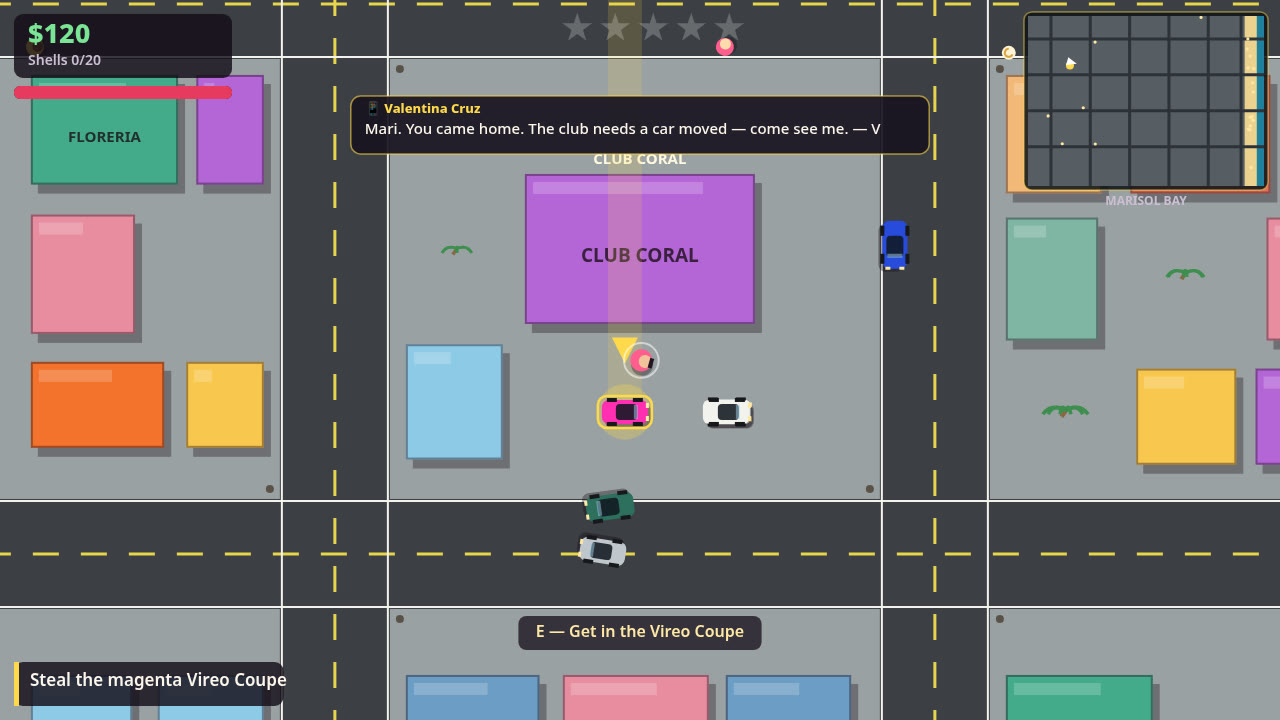 $120
Shells 0/20
FLORERIA
📱 Valentina Cruz
Mari. You came home. The club needs a car moved — come see me. — V
CLUB CORAL
CLUB CORAL
MARISOL BAY
E — Get in the Vireo Coupe
Steal the magenta Vireo Coupe